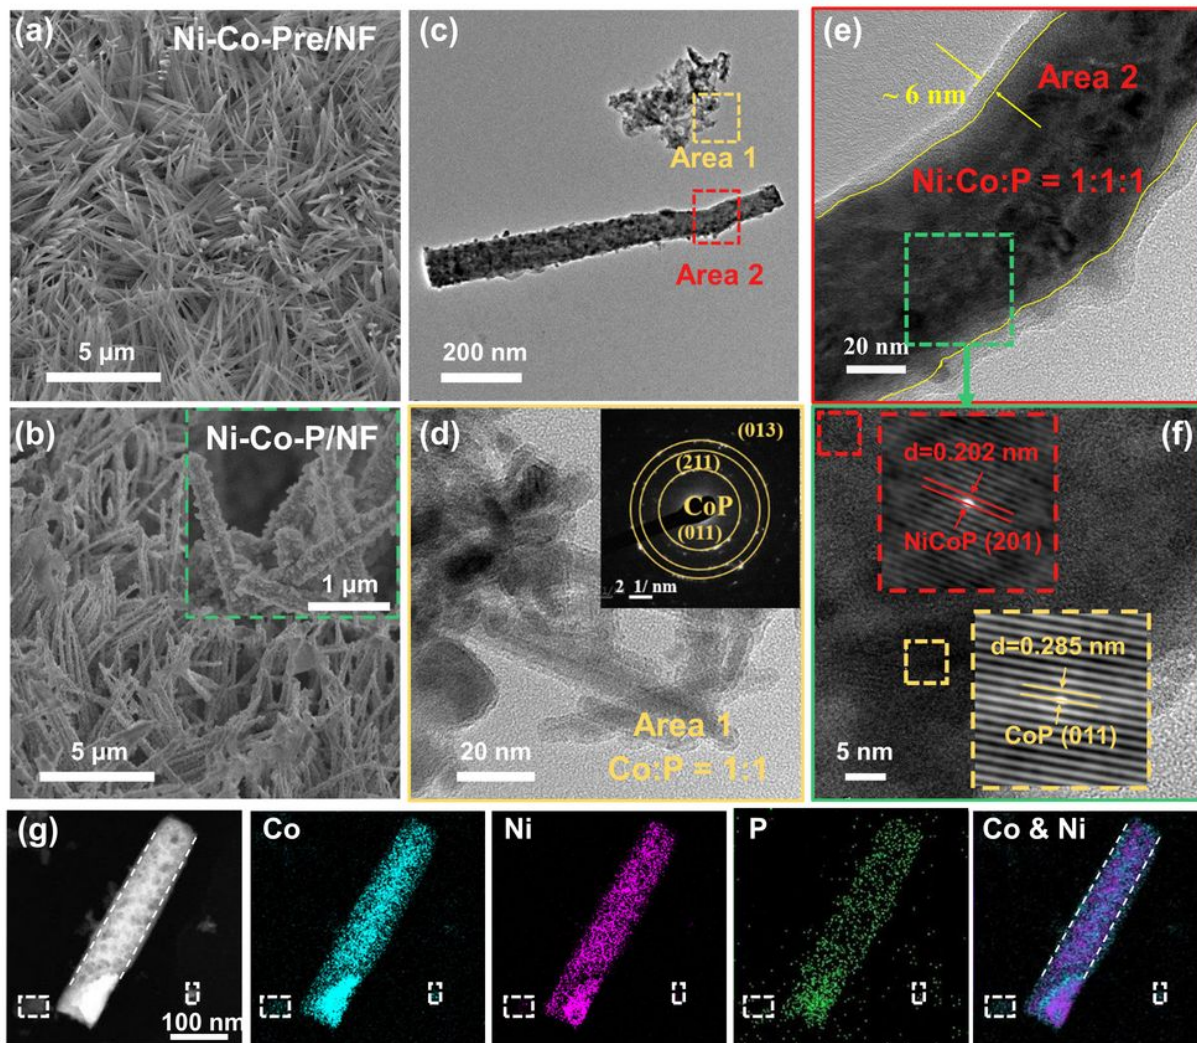 (a)
Ni-Co-Pre/NF
5 µm
(b)
Ni-Co-P/NF
1 µm
5 µm
(c)
Area 1
Area 2
200 nm
(d)
(013)
(211)
CoP
(011)
2 1/ nm
Area 1
Co:P = 1:1
20 nm
(e)
Area 2
~ 6 nm
Ni:Co:P = 1:1:1
20 nm
(f)
d=0.202 nm
NiCoP (201)
d=0.285 nm
CoP (011)
5 nm
(g)
100 nm
Co
Ni
P
Co & Ni